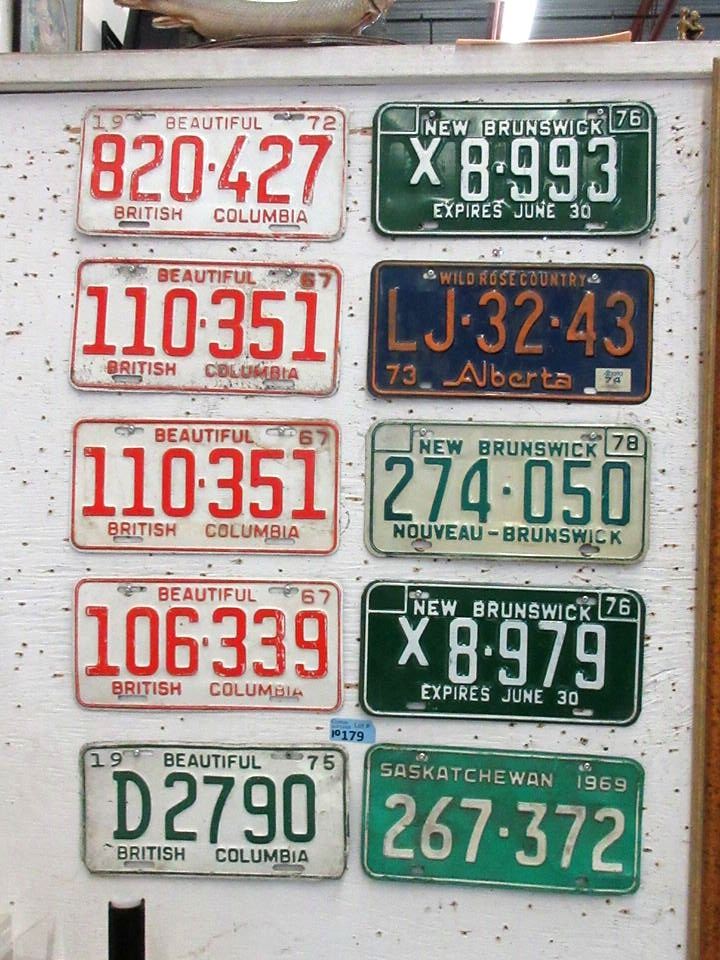 19 BEAUTIFUL 72
820·427
BRITISH COLUMBIA
NEW BRUNSWICK 76
X 8·993
EXPIRES JUNE 30
BEAUTIFUL 67
110·351
BRITISH COLUMBIA
WILD ROSE COUNTRY
LJ·32·43
73 Alberta 74
BEAUTIFUL 67
110·351
BRITISH COLUMBIA
NEW BRUNSWICK 78
274·050
NOUVEAU-BRUNSWICK
BEAUTIFUL 67
106·339
BRITISH COLUMBIA
NEW BRUNSWICK 76
X 8·979
EXPIRES JUNE 30
Lot #
179
19 BEAUTIFUL 75
D2790
BRITISH COLUMBIA
SASKATCHEWAN 1969
267·372